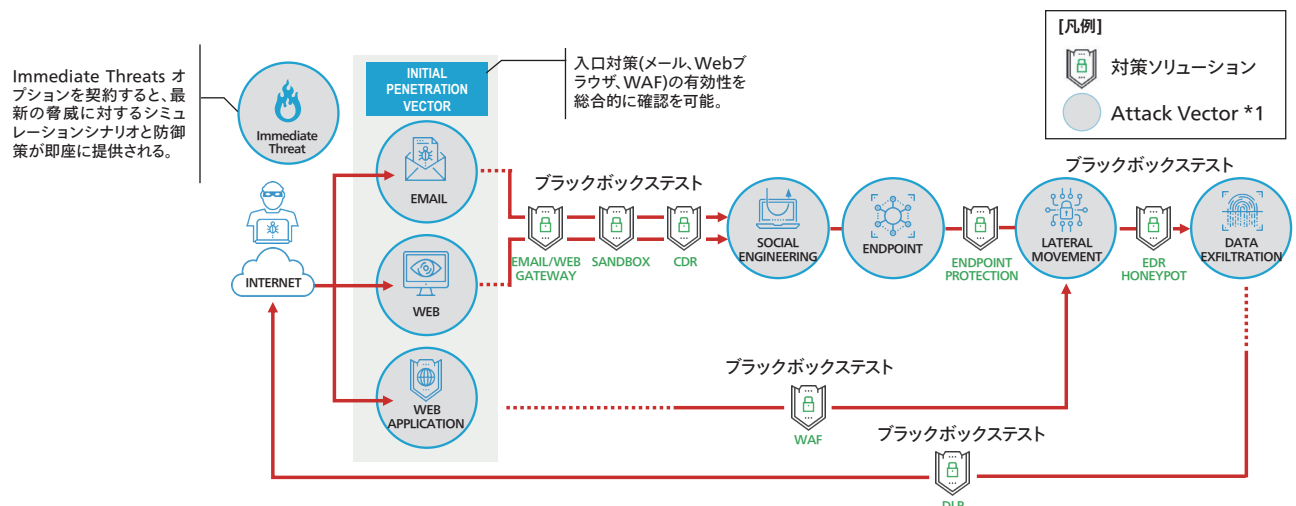 Immediate Threats オ
プションを契約すると、最
新の脅威に対するシミュ
レーションシナリオと防御
策が即座に提供される。
Immediate
Threat
INITIAL
PENETRATION
VECTOR
入口対策(メール、Webブ
ラウザ、WAF)の有効性を
総合的に確認を可能。
[凡例]
対策ソリューション
Attack Vector *1
INTERNET
EMAIL
WEB
WEB
APPLICATION
ブラックボックステスト
EMAIL/WEB
GATEWAY
SANDBOX
CDR
SOCIAL
ENGINEERING
ENDPOINT
ENDPOINT
PROTECTION
LATERAL
MOVEMENT
ブラックボックステスト
EDR
HONEYPOT
DATA
EXFILTRATION
ブラックボックステスト
WAF
ブラックボックステスト
DLP